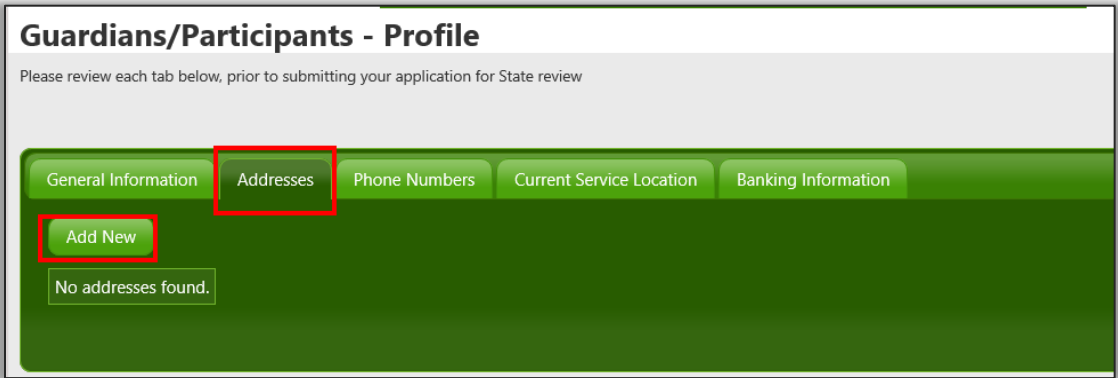 Guardians/Participants - Profile
Please review each tab below, prior to submitting your application for State review
General Information Addresses Phone Numbers Current Service Location Banking Information
Add New
No addresses found.